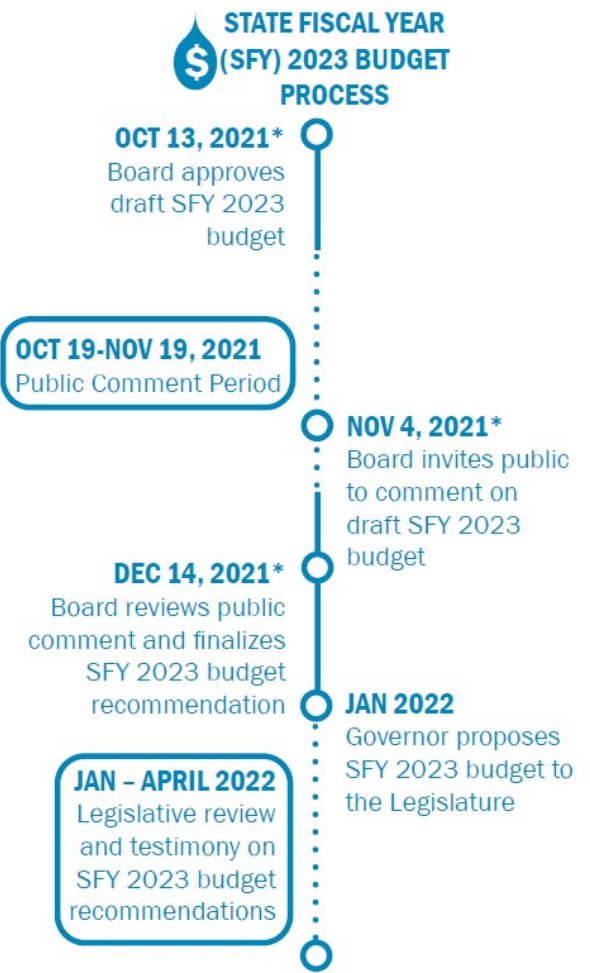 STATE FISCAL YEAR
$ (SFY) 2023 BUDGET
PROCESS
OCT 13, 2021*
Board approves
draft SFY 2023
budget
OCT 19-NOV 19, 2021
Public Comment Period
NOV 4, 2021*
Board invites public
to comment on
draft SFY 2023
budget
DEC 14, 2021*
Board reviews public
comment and finalizes
SFY 2023 budget
recommendation
JAN 2022
Governor proposes
SFY 2023 budget to
the Legislature
JAN – APRIL 2022
Legislative review
and testimony on
SFY 2023 budget
recommendations